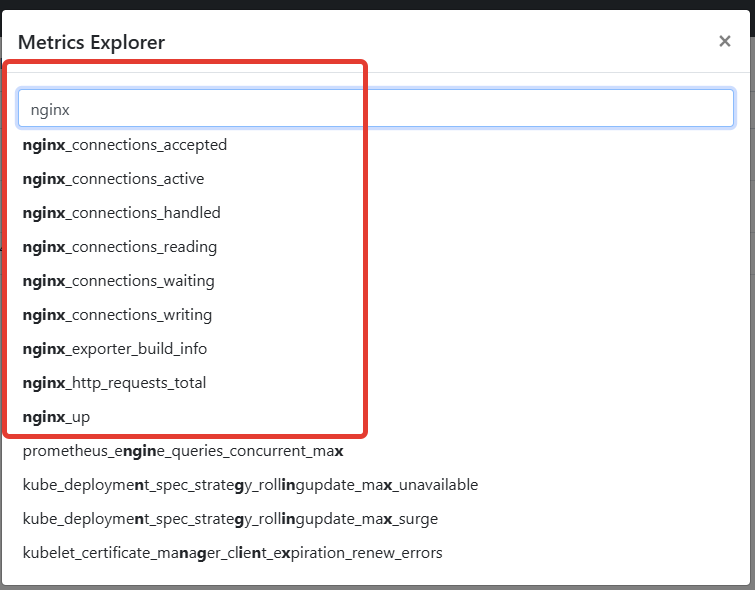 Metrics Explorer
×
nginx
nginx_connections_accepted
nginx_connections_active
nginx_connections_handled
nginx_connections_reading
nginx_connections_waiting
nginx_connections_writing
nginx_exporter_build_info
nginx_http_requests_total
nginx_up
prometheus_engine_queries_concurrent_max
kube_deployment_spec_strategy_rollingupdate_max_unavailable
kube_deployment_spec_strategy_rollingupdate_max_surge
kubelet_certificate_manager_client_expiration_renew_errors